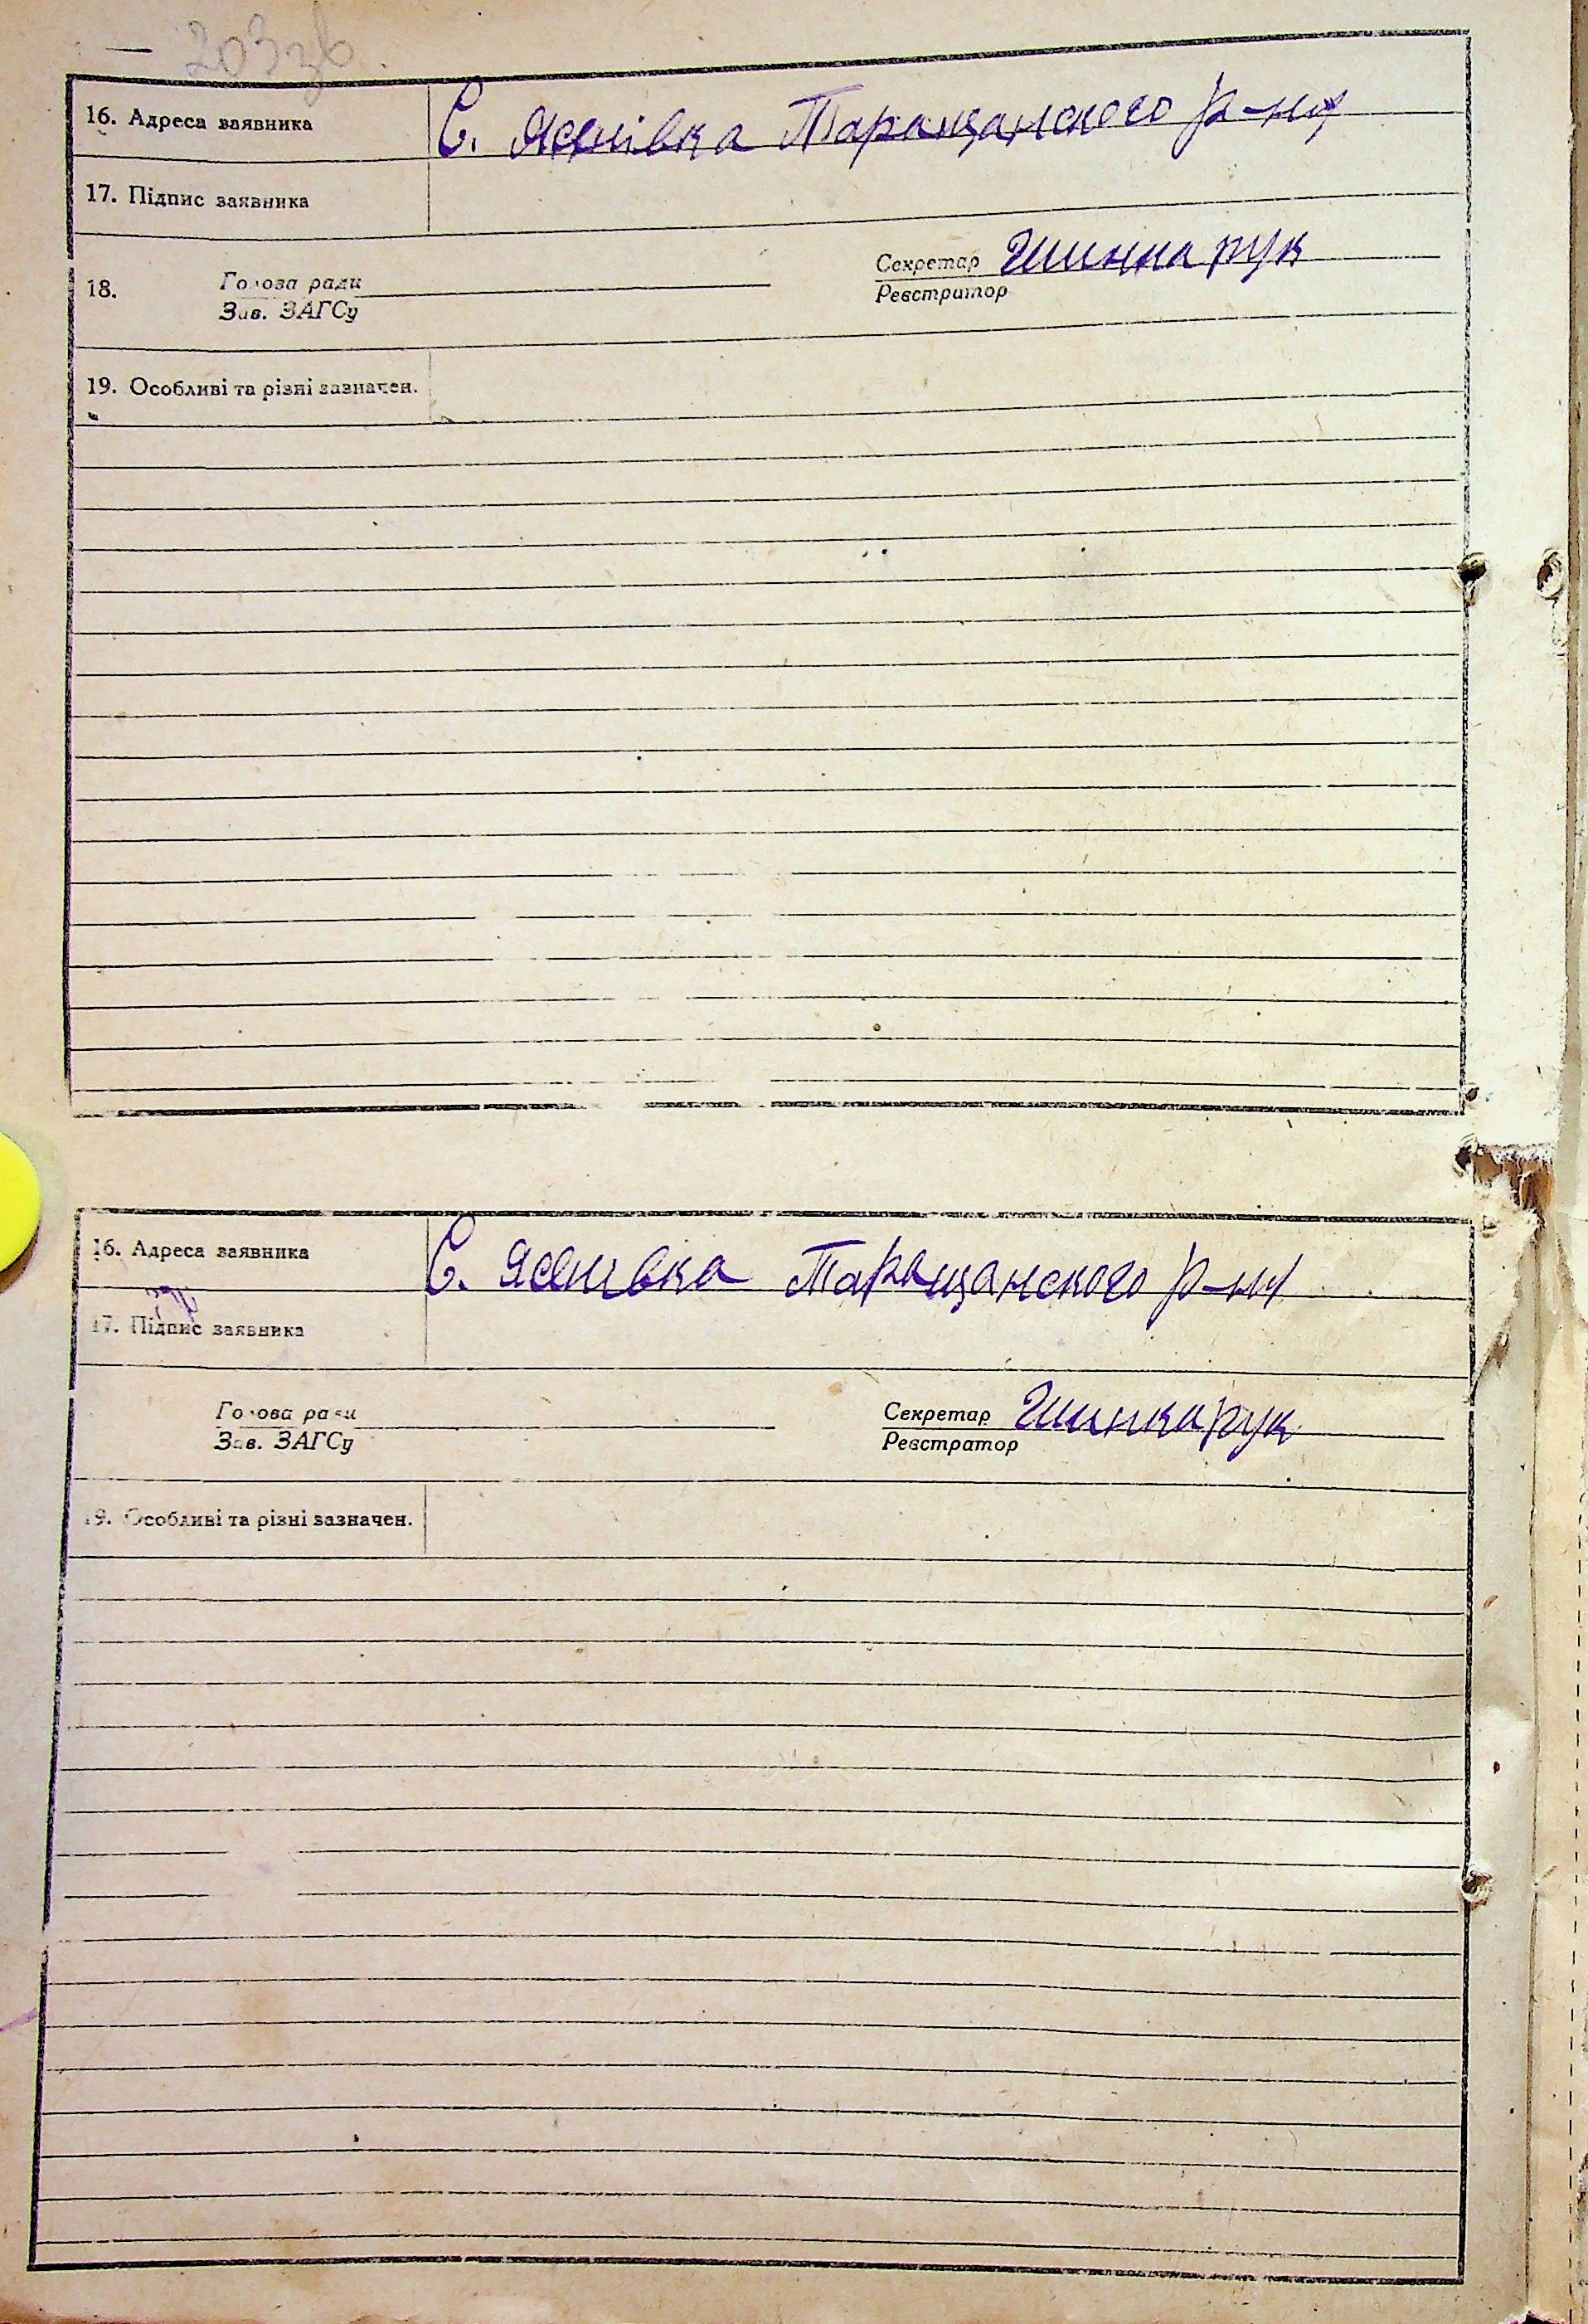 203зв
16. Адреса заявника С. Ясенівка Таращанского р-ну
17. Підпис заявника
18. Голова ради Секретар Шинкарук
Зав. ЗАГСу Реєстратор
19. Особливі та різні зазначен.
16. Адреса заявника С. Ясенівка Таращанского р-ну
17. Підпис заявника
Голова ради Секретар Шинкарук
Зав. ЗАГСу Реєстратор
19. Особливі та різні зазначен.